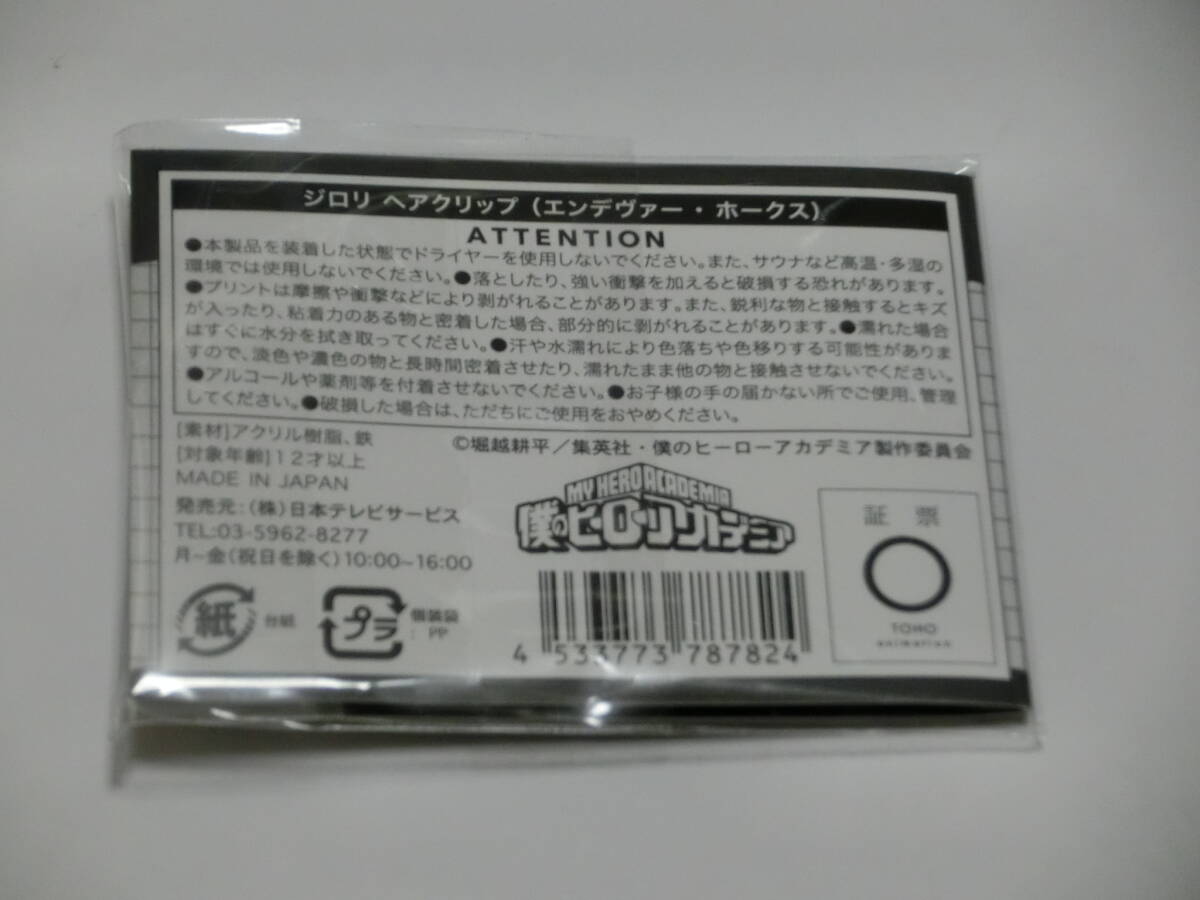 ジロリ ヘアクリップ（エンデヴァー・ホークス）
ATTENTION
●本製品を装着した状態でドライヤーを使用しないでください。また、サウナなど高温・多湿の
環境では使用しないでください。●落としたり、強い衝撃を加えると破損する恐れがあります。
●プリントは摩擦や衝撃などにより剥がれることがあります。また、鋭利な物と接触するとキズ
が入ったり、粘着力のある物と密着した場合、部分的に剥がれることがあります。●濡れた場合
はすぐに水分を拭き取ってください。●汗や水濡れにより色落ちや色移りする可能性がありま
すので、淡色や濃色の物と長時間密着させたり、濡れたまま他の物と接触させないでください。
●アルコールや薬剤等を付着させないでください。●お子様の手の届かない所でご使用、管理
してください。●破損した場合は、ただちにご使用をおやめください。
[素材]アクリル樹脂、鉄
[対象年齢]12才以上
MADE IN JAPAN
発売元：（株）日本テレビサービス
TEL:03-5962-8277
月−金（祝日を除く）10:00~16:00
©堀越耕平／集英社・僕のヒーローアカデミア製作委員会
MY HERO ACADEMIA
僕のヒーローアカデミア
証票
TOHO
animation
紙
台紙
プラ
個装袋
: PP
4 533773 787824